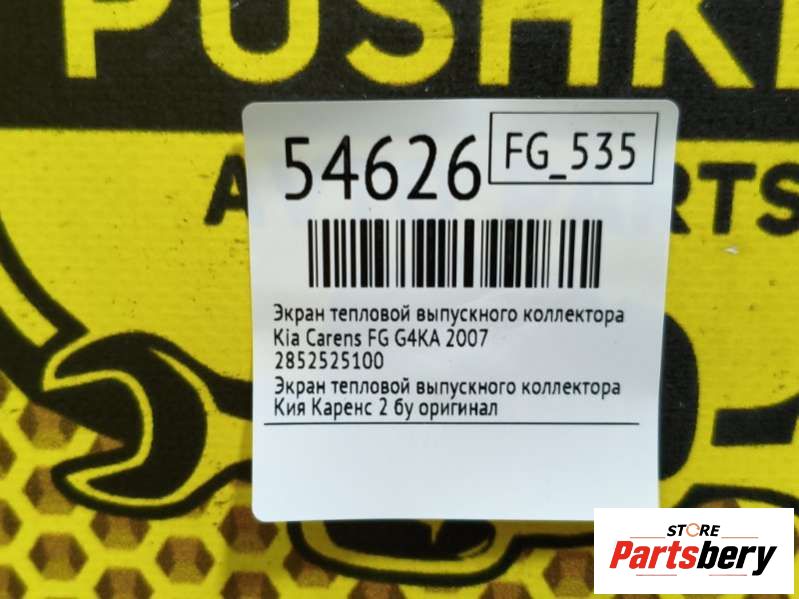 PUSHK
54626
FG_535
A
RTS
Экран тепловой выпускного коллектора
Kia Carens FG G4KA 2007
2852525100
Экран тепловой выпускного коллектора
Кия Каренс 2 бу оригинал
STORE
Partsbery